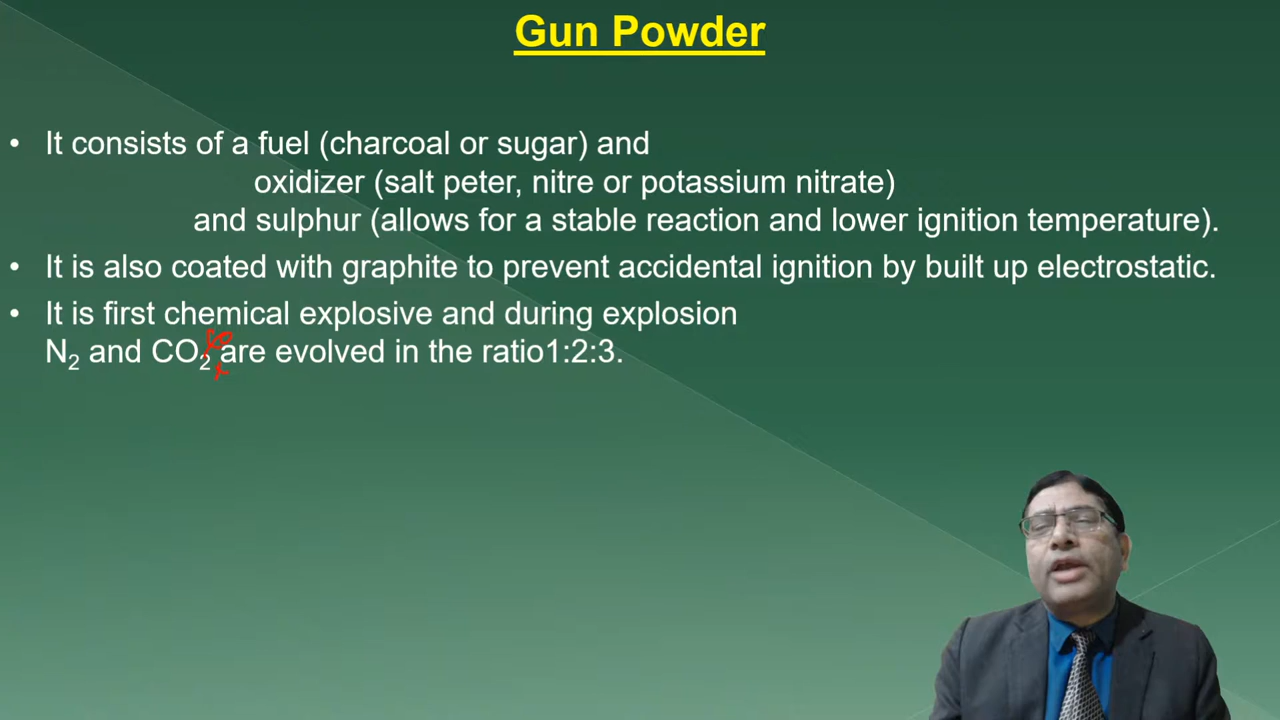 Gun Powder
• It consists of a fuel (charcoal or sugar) and
oxidizer (salt peter, nitre or potassium nitrate)
and sulphur (allows for a stable reaction and lower ignition temperature).
• It is also coated with graphite to prevent accidental ignition by built up electrostatic.
• It is first chemical explosive and during explosion
N₂ and CO₂ are evolved in the ratio1:2:3.